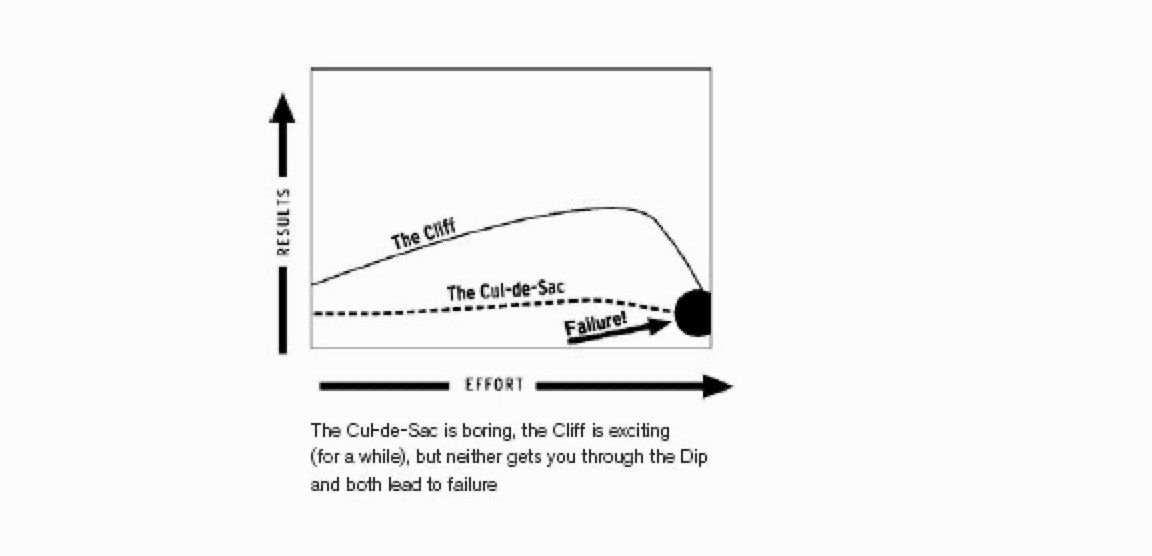 RESULTS
The Cliff
The Cul-de-Sac
Failure!
EFFORT
The Cul-de-Sac is boring, the Cliff is exciting
(for a while), but neither gets you through the Dip
and both lead to failure